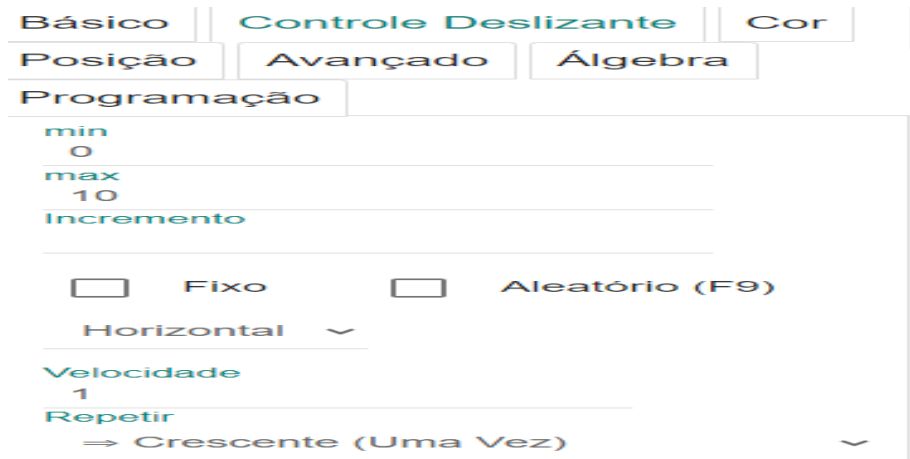 Básico Controle Deslizante Cor
Posição Avançado Álgebra
Programação
min
0
max
10
Incremento
Fixo Aleatório (F9)
Horizontal
Velocidade
1
Repetir
⇒ Crescente (Uma Vez)